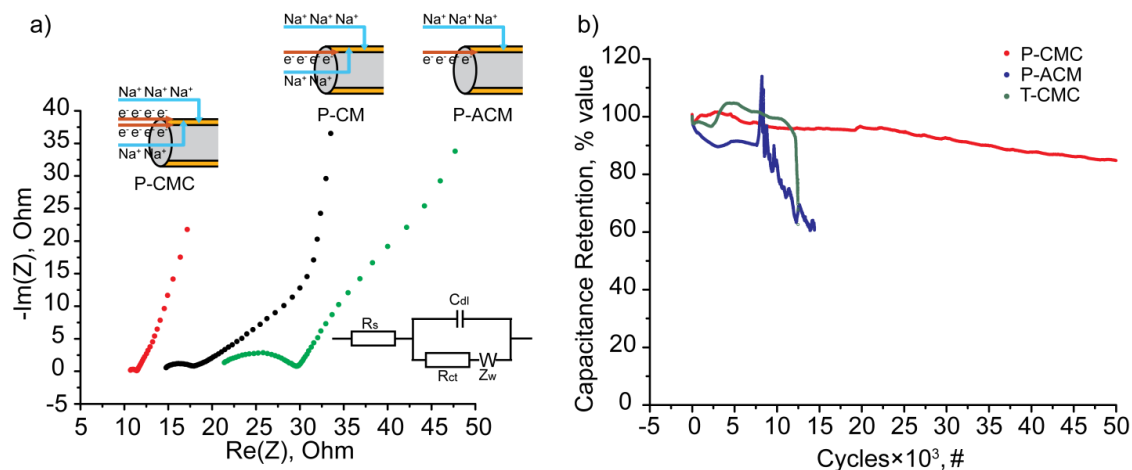 a)
Na⁺ Na⁺ Na⁺
e⁻ e⁻ e⁻ e⁻
Na⁺ Na⁺
P-CM
Na⁺ Na⁺ Na⁺
e⁻ e⁻ e⁻ e⁻
P-ACM
Na⁺ Na⁺ Na⁺
e⁻ e⁻ e⁻ e⁻
e⁻ e⁻ e⁻ e⁻
Na⁺ Na⁺
P-CMC
40
35
30
25
20
15
10
5
0
-5
-Im(Z), Ohm
5 10 15 20 25 30 35 40 45 50
Re(Z), Ohm
Rs
Cdl
Rct
Zw
W
b)
120
100
80
60
40
20
0
Capacitance Retention, % value
-5 0 5 10 15 20 25 30 35 40 45 50
Cycles×10³, #
P-CMC
P-ACM
T-CMC